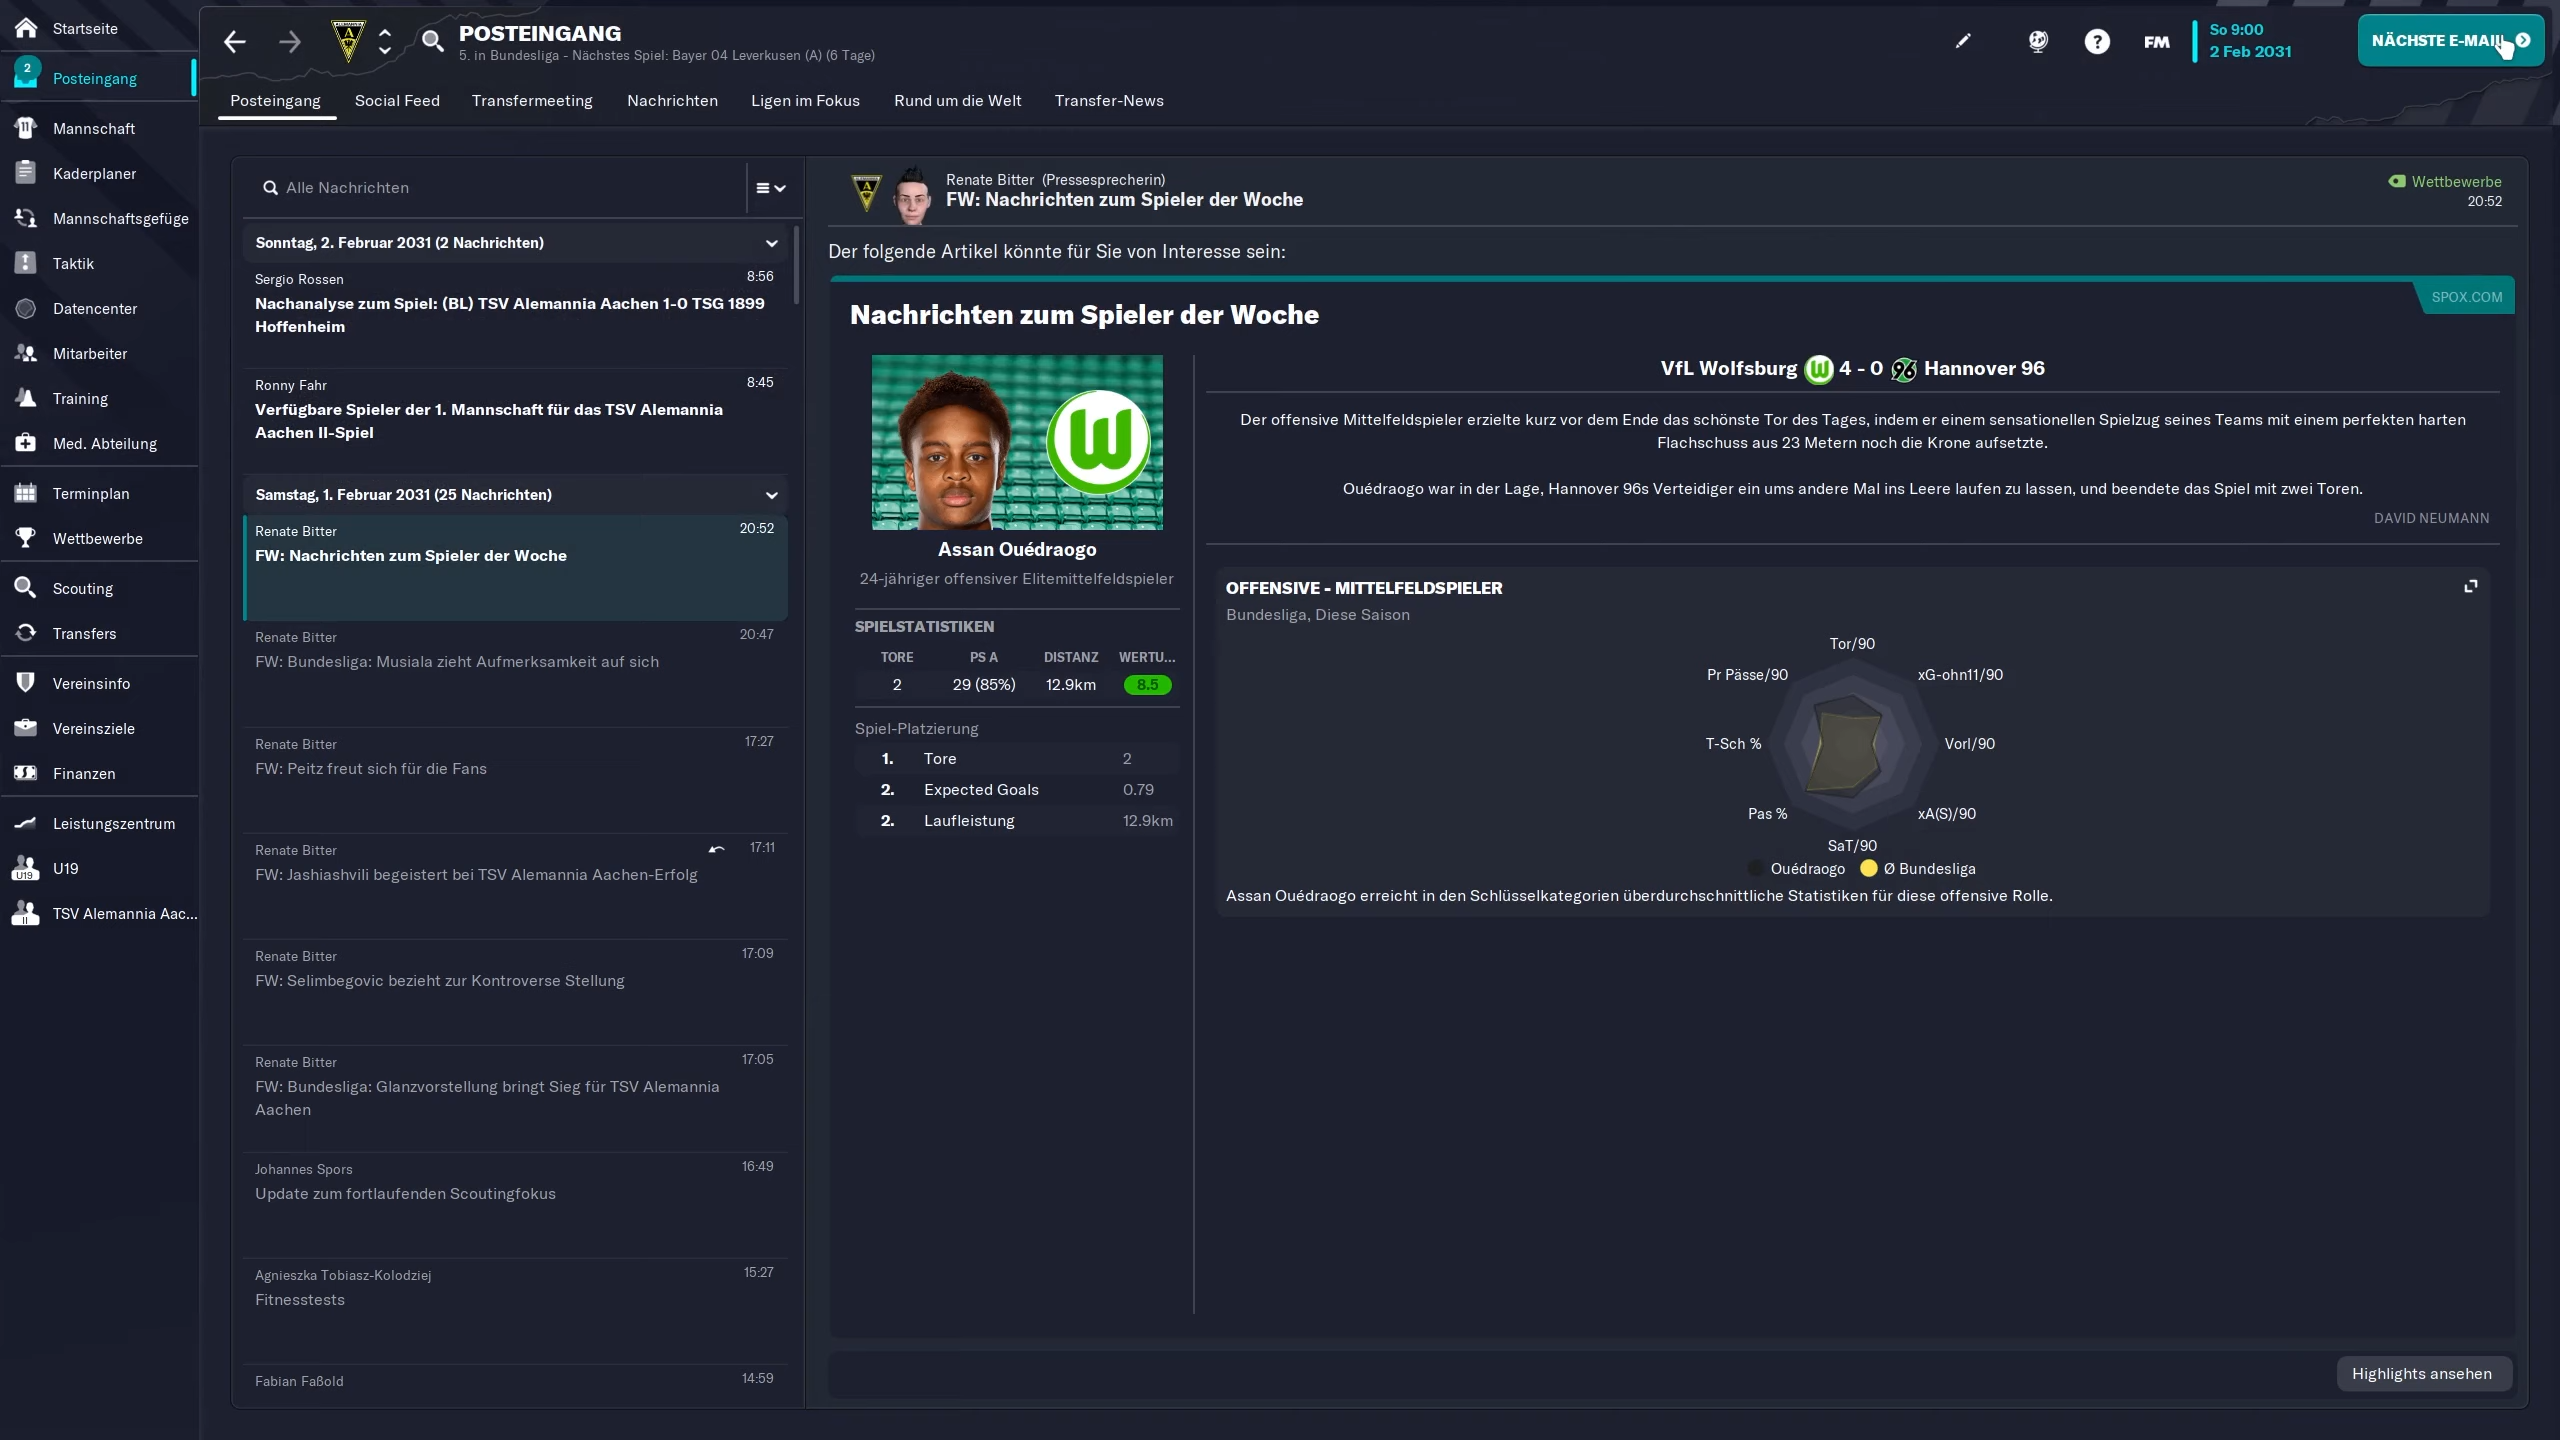 Startseite
2
Posteingang
Mannschaft
Kaderplaner
Mannschaftsgefüge
Taktik
Datencenter
Mitarbeiter
Training
Med. Abteilung
Terminplan
Wettbewerbe
Scouting
Transfers
Vereinsinfo
Vereinsziele
Finanzen
Leistungszentrum
U19
U19
II
TSV Alemannia Aac...
POSTEINGANG
5. in Bundesliga - Nächstes Spiel: Bayer 04 Leverkusen (A) (6 Tage)
FM
So 9:00
2 Feb 2031
NÄCHSTE E-MAIL
Posteingang
Social Feed
Transfermeeting
Nachrichten
Ligen im Fokus
Rund um die Welt
Transfer-News
Alle Nachrichten
Sonntag, 2. Februar 2031 (2 Nachrichten)
Sergio Rossen
8:56
Nachanalyse zum Spiel: (BL) TSV Alemannia Aachen 1-0 TSG 1899
Hoffenheim
Ronny Fahr
8:45
Verfügbare Spieler der 1. Mannschaft für das TSV Alemannia
Aachen II-Spiel
Samstag, 1. Februar 2031 (25 Nachrichten)
Renate Bitter
20:52
FW: Nachrichten zum Spieler der Woche
Renate Bitter
20:47
FW: Bundesliga: Musiala zieht Aufmerksamkeit auf sich
Renate Bitter
17:27
FW: Peitz freut sich für die Fans
Renate Bitter
17:11
FW: Jashiashvili begeistert bei TSV Alemannia Aachen-Erfolg
Renate Bitter
17:09
FW: Selimbegovic bezieht zur Kontroverse Stellung
Renate Bitter
17:05
FW: Bundesliga: Glanzvorstellung bringt Sieg für TSV Alemannia
Aachen
Johannes Spors
16:49
Update zum fortlaufenden Scoutingfokus
Agnieszka Tobiasz-Kolodziej
15:27
Fitnesstests
Fabian Faßold
14:59
Renate Bitter (Pressesprecherin)
FW: Nachrichten zum Spieler der Woche
Wettbewerbe
20:52
Der folgende Artikel könnte für Sie von Interesse sein:
SPOX.COM
Nachrichten zum Spieler der Woche
Assan Ouédraogo
24-jähriger offensiver Elitemittelfeldspieler
SPIELSTATISTIKEN
TORE PS A DISTANZ WERTU...
2 29 (85%) 12.9km 8.5
Spiel-Platzierung
1. Tore 2
2. Expected Goals 0.79
2. Laufleistung 12.9km
VfL Wolfsburg 4 - 0 96 Hannover 96
Der offensive Mittelfeldspieler erzielte kurz vor dem Ende das schönste Tor des Tages, indem er einem sensationellen Spielzug seines Teams mit einem perfekten harten
Flachschuss aus 23 Metern noch die Krone aufsetzte.
Ouédraogo war in der Lage, Hannover 96s Verteidiger ein ums andere Mal ins Leere laufen zu lassen, und beendete das Spiel mit zwei Toren.
DAVID NEUMANN
OFFENSIVE - MITTELFELDSPIELER
Bundesliga, Diese Saison
Tor/90
Pr Pässe/90
xG-ohn11/90
T-Sch %
Vorl/90
Pas %
xA(S)/90
SaT/90
Ouédraogo
Ø Bundesliga
Assan Ouédraogo erreicht in den Schlüsselkategorien überdurchschnittliche Statistiken für diese offensive Rolle.
Highlights ansehen